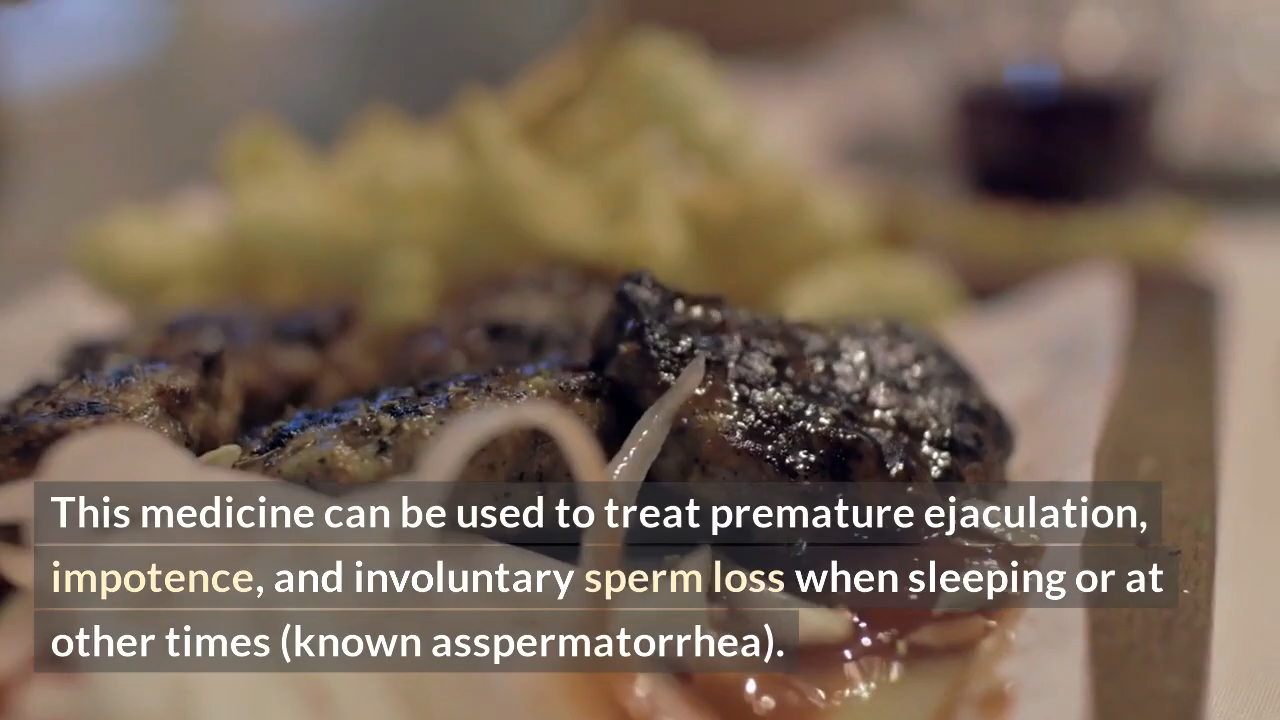 This medicine can be used to treat premature ejaculation,
impotence, and involuntary sperm loss when sleeping or at
other times (known asspermatorrhea).